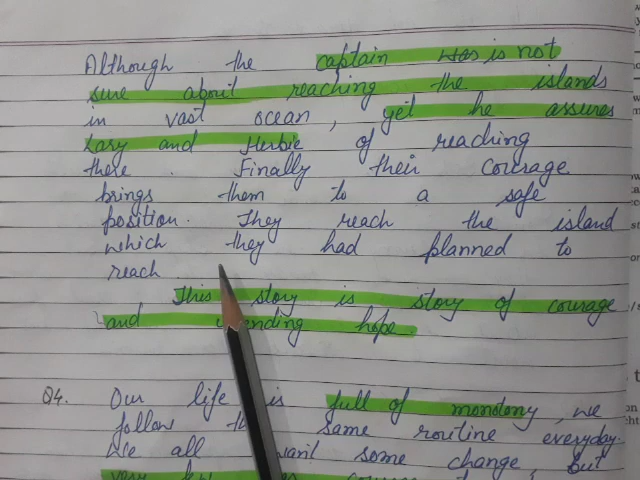 Although the captain was is not
sure about reaching the islands
in vast ocean, yet he assures
Lary and Herbie of reaching
there. Finally their courage
brings them to a safe
position. They reach the island
which they had planned to
reach
This story is story of courage
and hope.
Q4. Our life is full of monotony, we
follow same routine everyday.
We all want some change, but
very